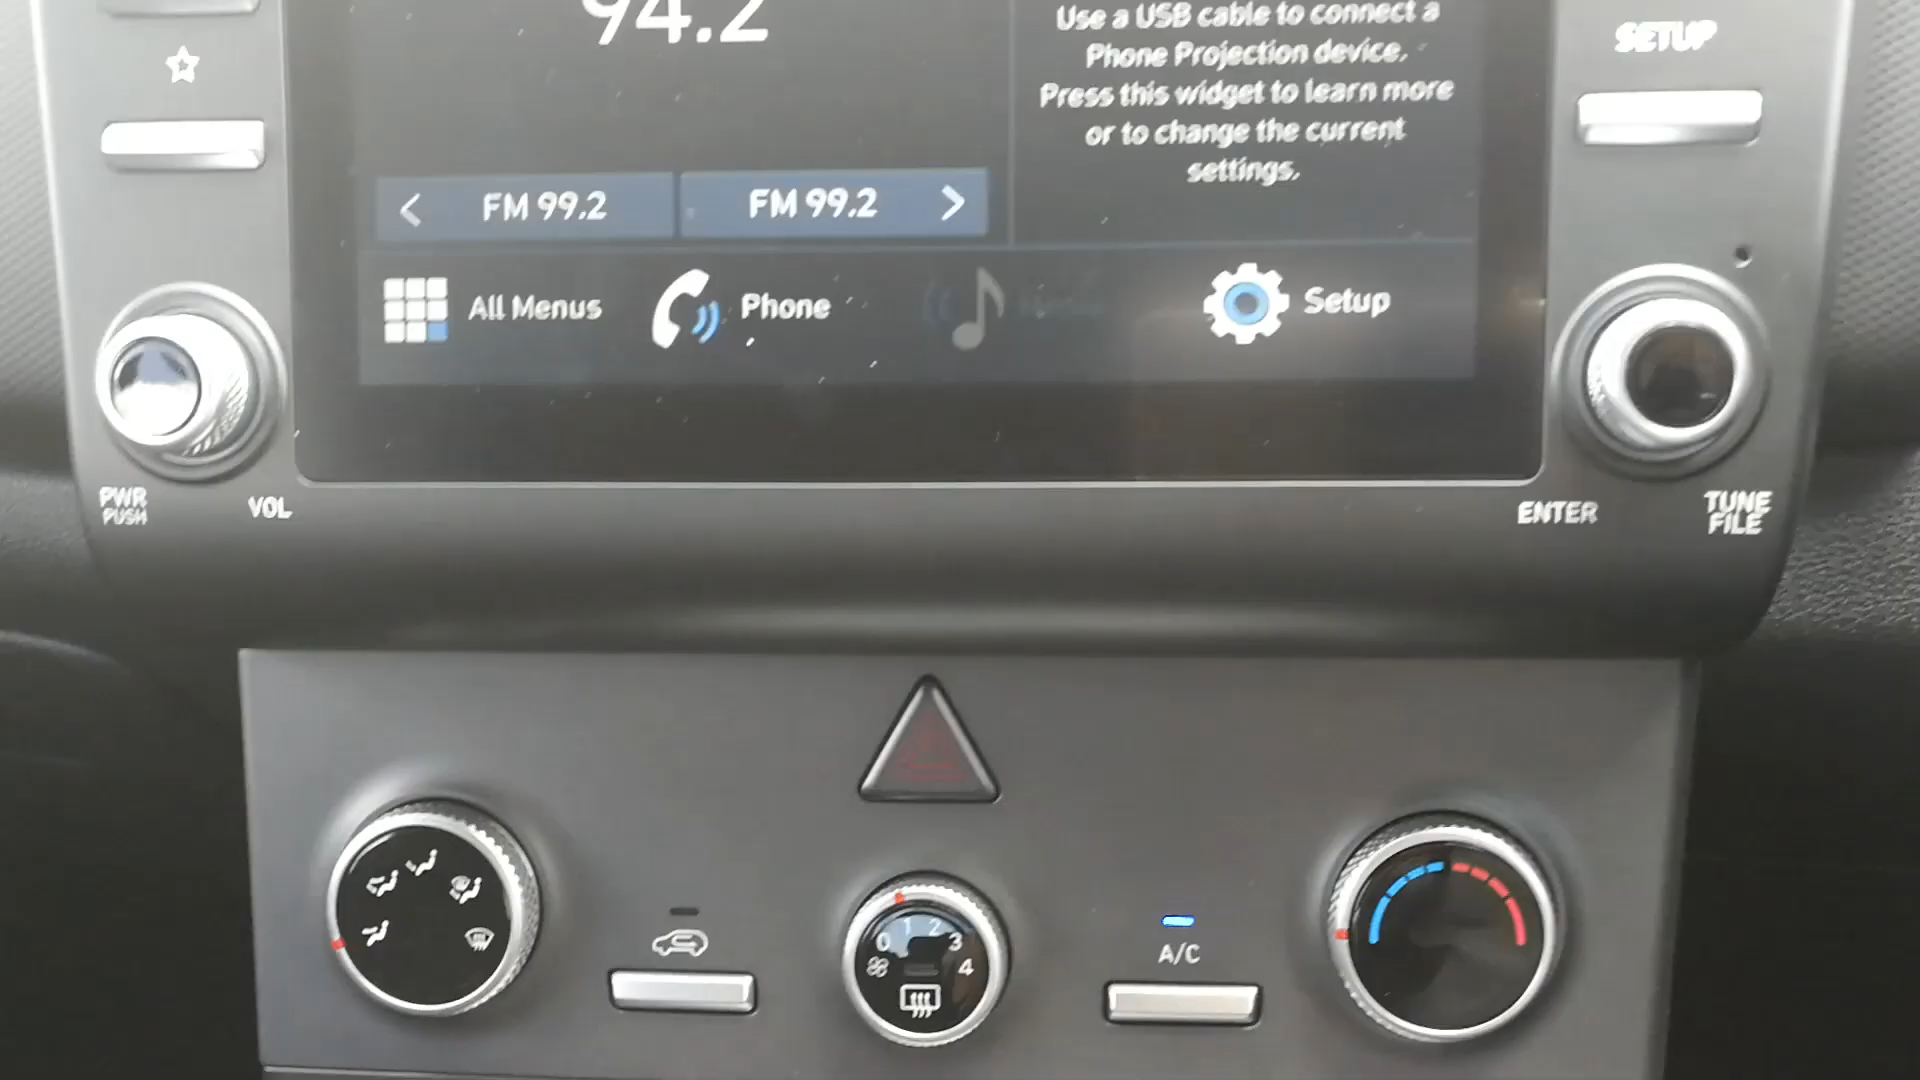 94.2
Use a USB cable to connect a
Phone Projection device.
Press this widget to learn more
or to change the current
settings.
SETUP
FM 99.2
FM 99.2
All Menus
Phone
Setup
PWR
PUSH
VOL
ENTER
TUNE
FILE
0 1 2 3 4
A/C